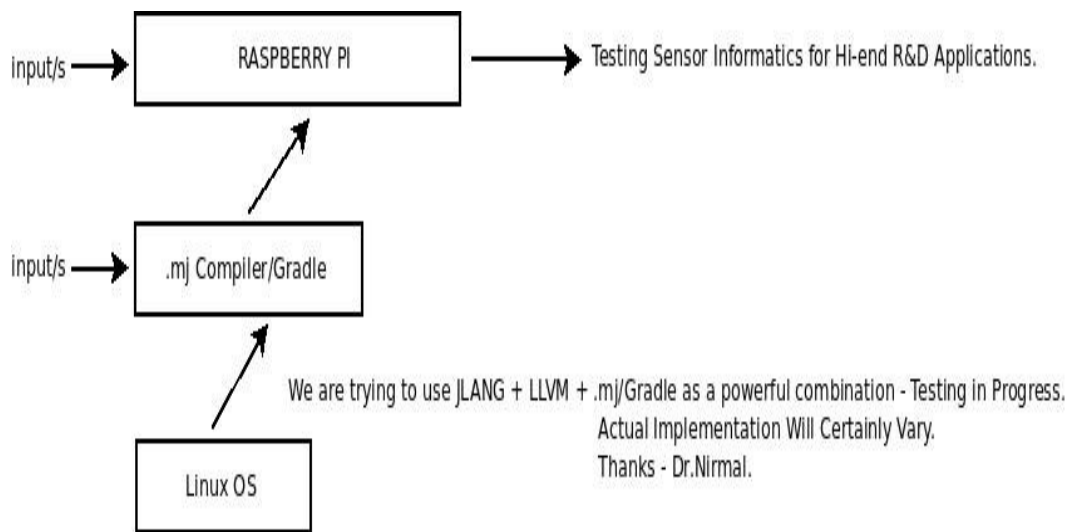 input/s
RASPBERRY PI
Testing Sensor Informatics for Hi-end R&D Applications.
input/s
.mj Compiler/Gradle
We are trying to use JLANG + LLVM + .mj/Gradle as a powerful combination - Testing in Progress.
Actual Implementation Will Certainly Vary.
Thanks - Dr.Nirmal.
Linux OS